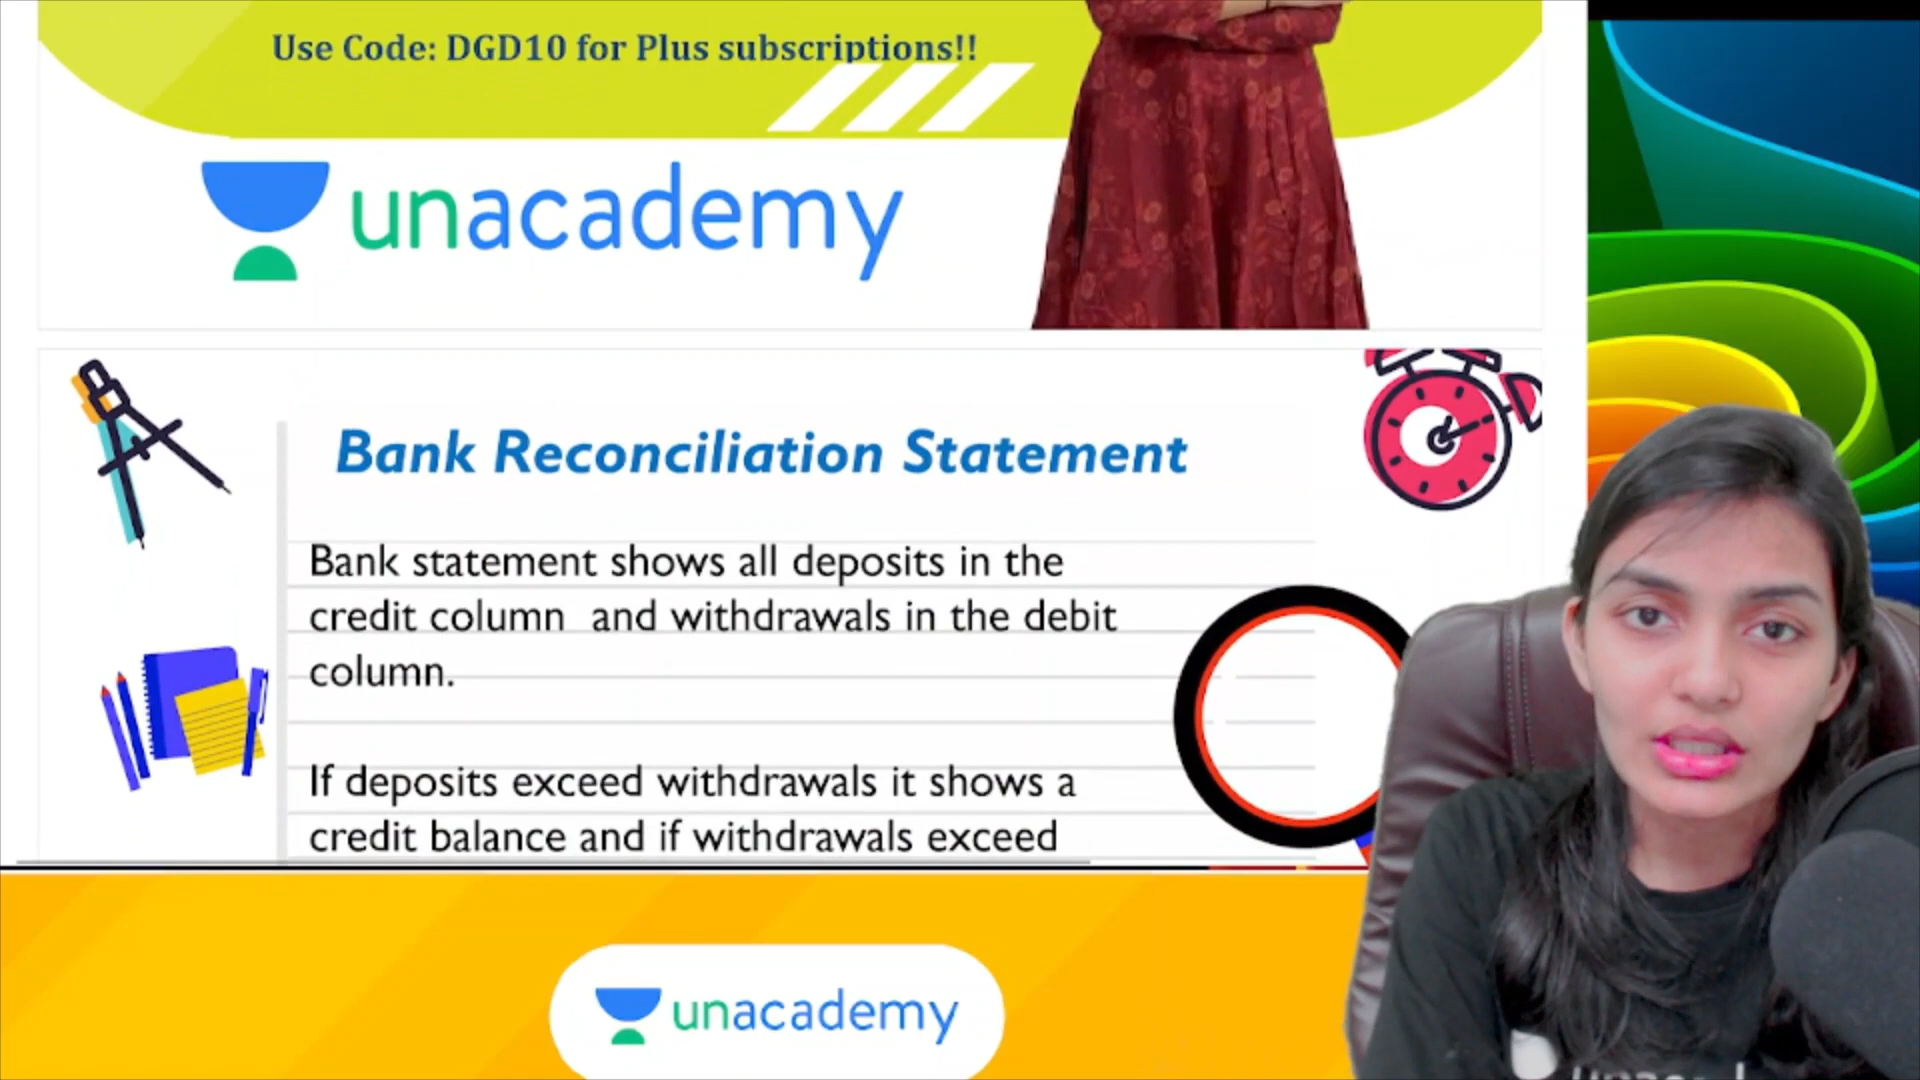 Use Code: DGD10 for Plus subscriptions!!
unacademy
Bank Reconciliation Statement
Bank statement shows all deposits in the
credit column and withdrawals in the debit
column.
If deposits exceed withdrawals it shows a
credit balance and if withdrawals exceed
unacademy